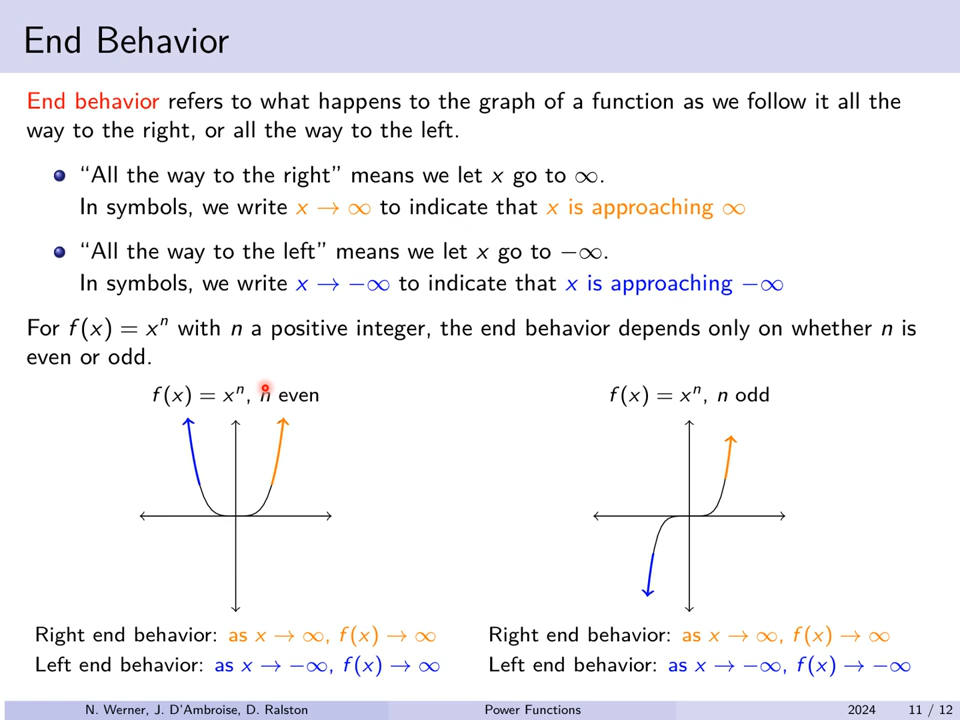 End Behavior
End behavior refers to what happens to the graph of a function as we follow it all the
way to the right, or all the way to the left.
“All the way to the right” means we let x go to ∞.
In symbols, we write x → ∞ to indicate that x is approaching ∞
“All the way to the left” means we let x go to −∞.
In symbols, we write x → −∞ to indicate that x is approaching −∞
For f(x) = xⁿ with n a positive integer, the end behavior depends only on whether n is
even or odd.
f(x) = xⁿ, n even
f(x) = xⁿ, n odd
Right end behavior: as x → ∞, f(x) → ∞
Left end behavior: as x → −∞, f(x) → ∞
Right end behavior: as x → ∞, f(x) → ∞
Left end behavior: as x → −∞, f(x) → −∞
N. Werner, J. D'Ambroise, D. Ralston
Power Functions
2024
11 / 12